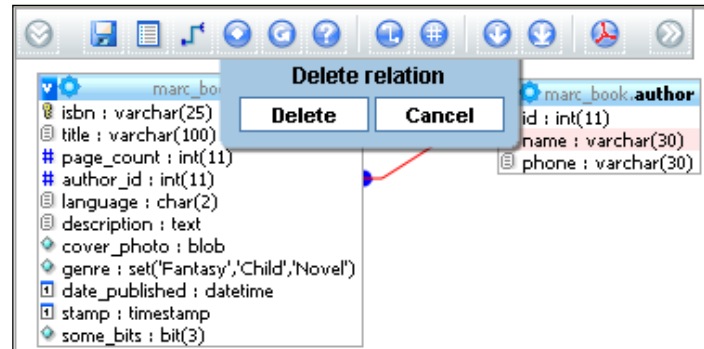 Delete relation
Delete Cancel
marc_bo
isbn : varchar(25)
title : varchar(100)
page_count : int(11)
author_id : int(11)
language : char(2)
description : text
cover_photo : blob
genre : set('Fantasy','Child','Novel')
date_published : datetime
stamp : timestamp
some_bits : bit(3)
marc_book.author
id : int(11)
name : varchar(30)
phone : varchar(30)